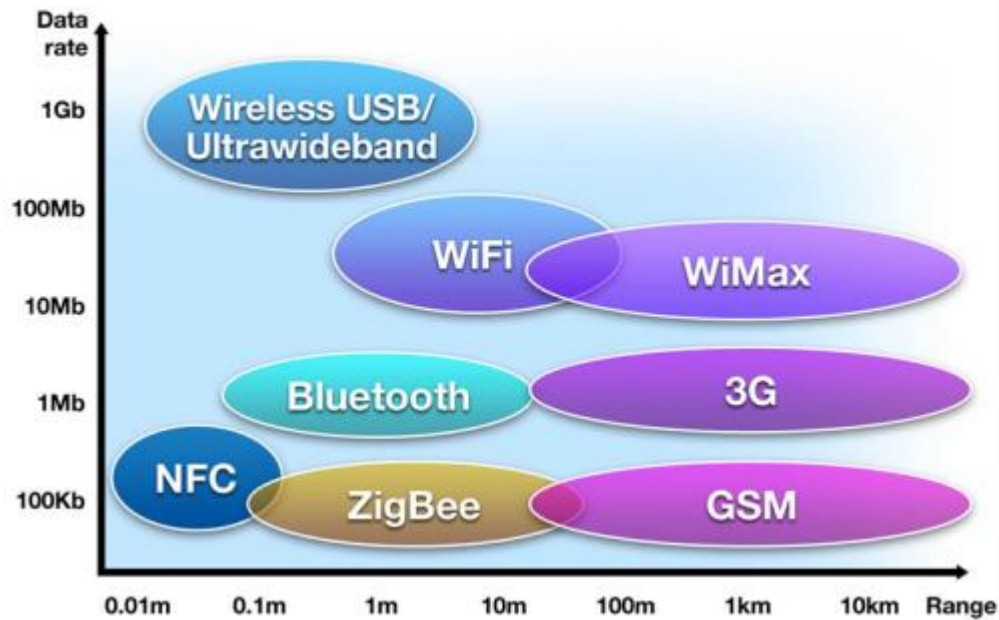 Data
rate
1Gb
Wireless USB/
Ultrawideband
100Mb
WiFi
WiMax
10Mb
Bluetooth
3G
1Mb
NFC
ZigBee
GSM
100Kb
0.01m 0.1m 1m 10m 100m 1km 10km Range